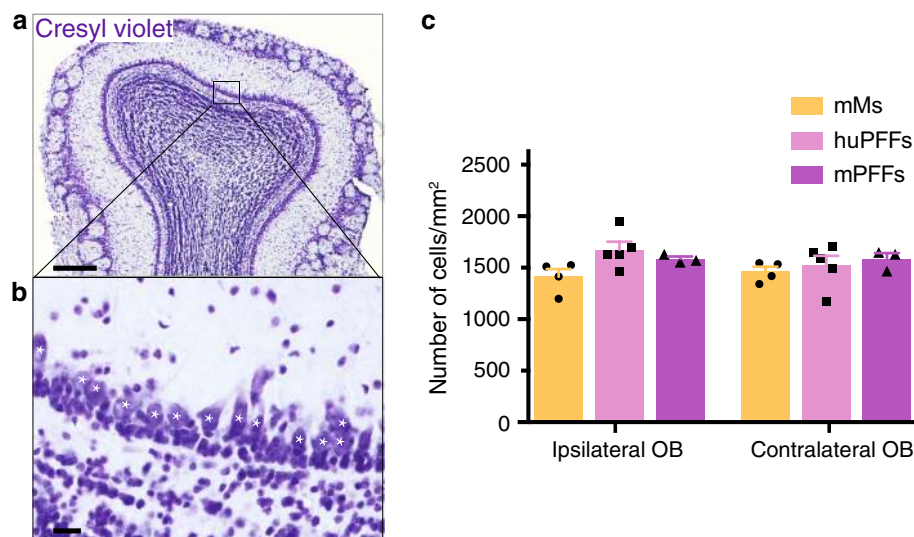 a
Cresyl violet
b
c
mMs
huPFFs
mPFFs
Number of cells/mm²
2500
2000
1500
1000
500
0
Ipsilateral OB
Contralateral OB